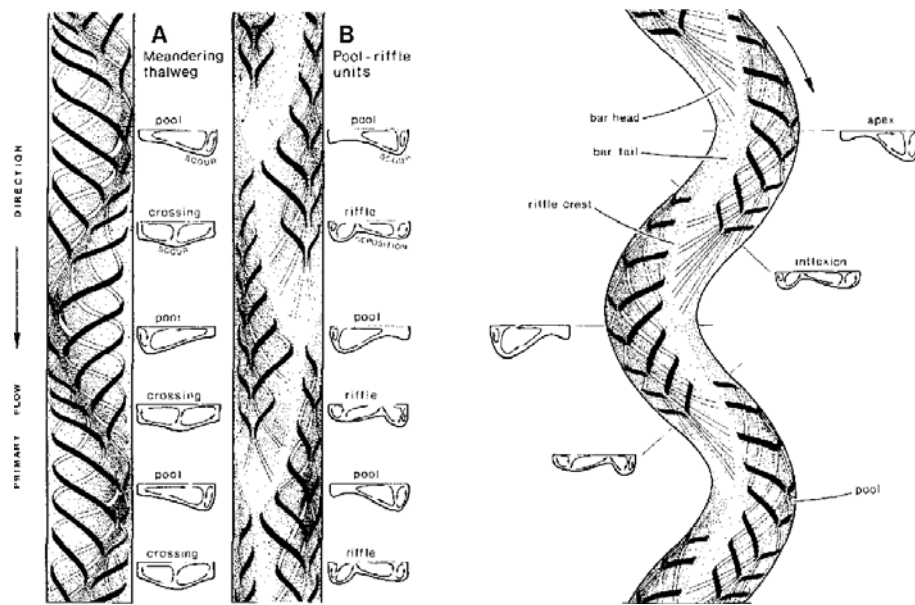 A
Meandering
thalweg
pool
SCOUR
crossing
SCOUR
pool
crossing
pool
crossing
B
Pool-riffle
units
pool
SCOUR
riffle
DEPOSITION
pool
riffle
pool
riffle
PRIMARY FLOW DIRECTION
bar head
bar tail
riffle crest
apex
inflexion
pool